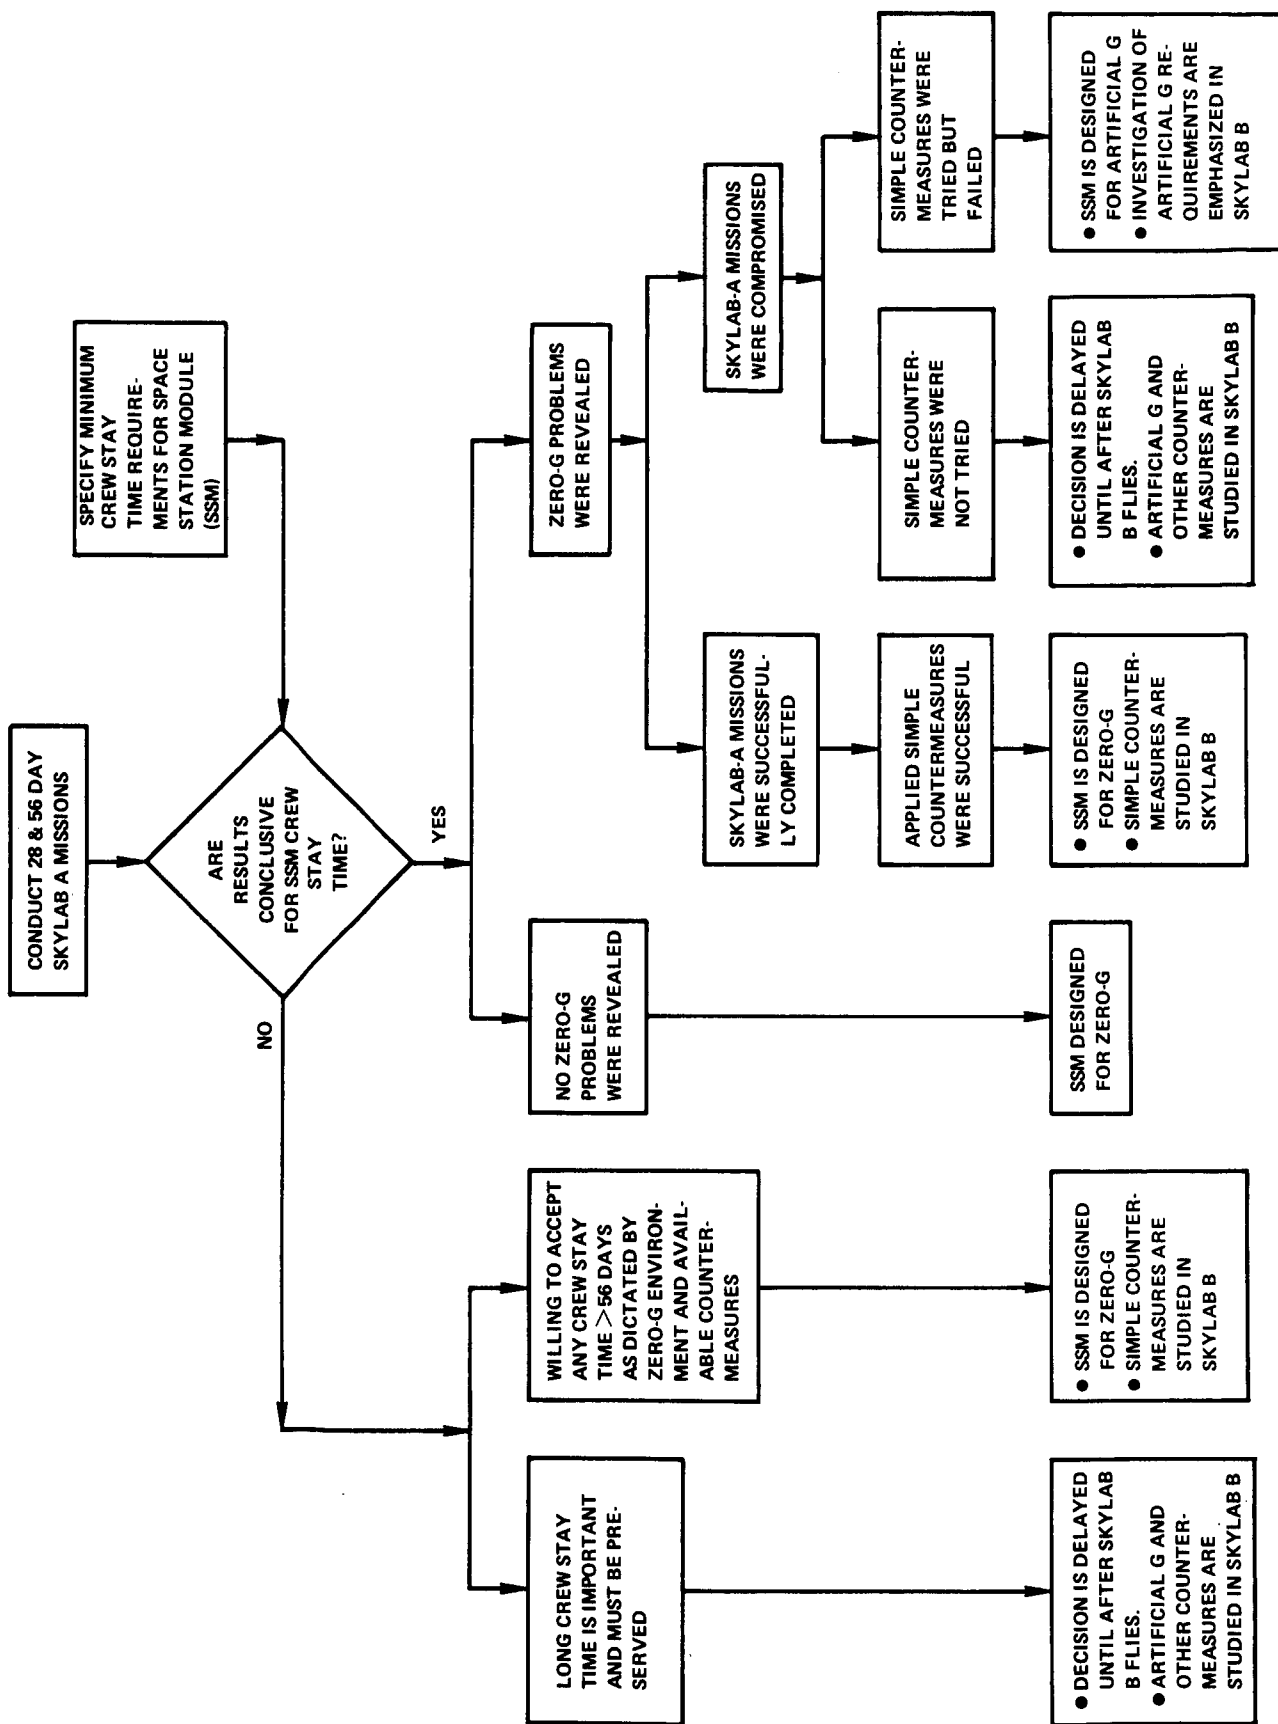 CONDUCT 28 & 56 DAY
SKYLAB A MISSIONS
SPECIFY MINIMUM
CREW STAY
TIME REQUIRE-
MENTS FOR SPACE
STATION MODULE
(SSM)
ARE
RESULTS
CONCLUSIVE
FOR SSM CREW
STAY
TIME?
NO
YES
LONG CREW STAY
TIME IS IMPORTANT
AND MUST BE PRE-
SERVED
WILLING TO ACCEPT
ANY CREW STAY
TIME >56 DAYS
AS DICTATED BY
ZERO-G ENVIRON-
MENT AND AVAIL-
ABLE COUNTER-
MEASURES
NO ZERO-G
PROBLEMS
WERE REVEALED
ZERO-G PROBLEMS
WERE REVEALED
SKYLAB-A MISSIONS
WERE SUCCESSFUL-
LY COMPLETED
SKYLAB-A MISSIONS
WERE COMPROMISED
APPLIED SIMPLE
COUNTERMEASURES
WERE SUCCESSFUL
SIMPLE COUNTER-
MEASURES WERE
NOT TRIED
SIMPLE COUNTER-
MEASURES WERE
TRIED BUT
FAILED
● DECISION IS DELAYED
UNTIL AFTER SKYLAB
B FLIES.
● ARTIFICIAL G AND
OTHER COUNTER-
MEASURES ARE
STUDIED IN SKYLAB B
● SSM IS DESIGNED
FOR ZERO-G
● SIMPLE COUNTER-
MEASURES ARE
STUDIED IN
SKYLAB B
SSM DESIGNED
FOR ZERO-G
● SSM IS DESIGNED
FOR ZERO-G
● SIMPLE COUNTER-
MEASURES ARE
STUDIED IN
SKYLAB B
● DECISION IS DELAYED
UNTIL AFTER SKYLAB
B FLIES.
● ARTIFICIAL G AND
OTHER COUNTER-
MEASURES ARE
STUDIED IN SKYLAB B
● SSM IS DESIGNED
FOR ARTIFICIAL G
● INVESTIGATION OF
ARTIFICIAL G RE-
QUIREMENTS ARE
EMPHASIZED IN
SKYLAB B